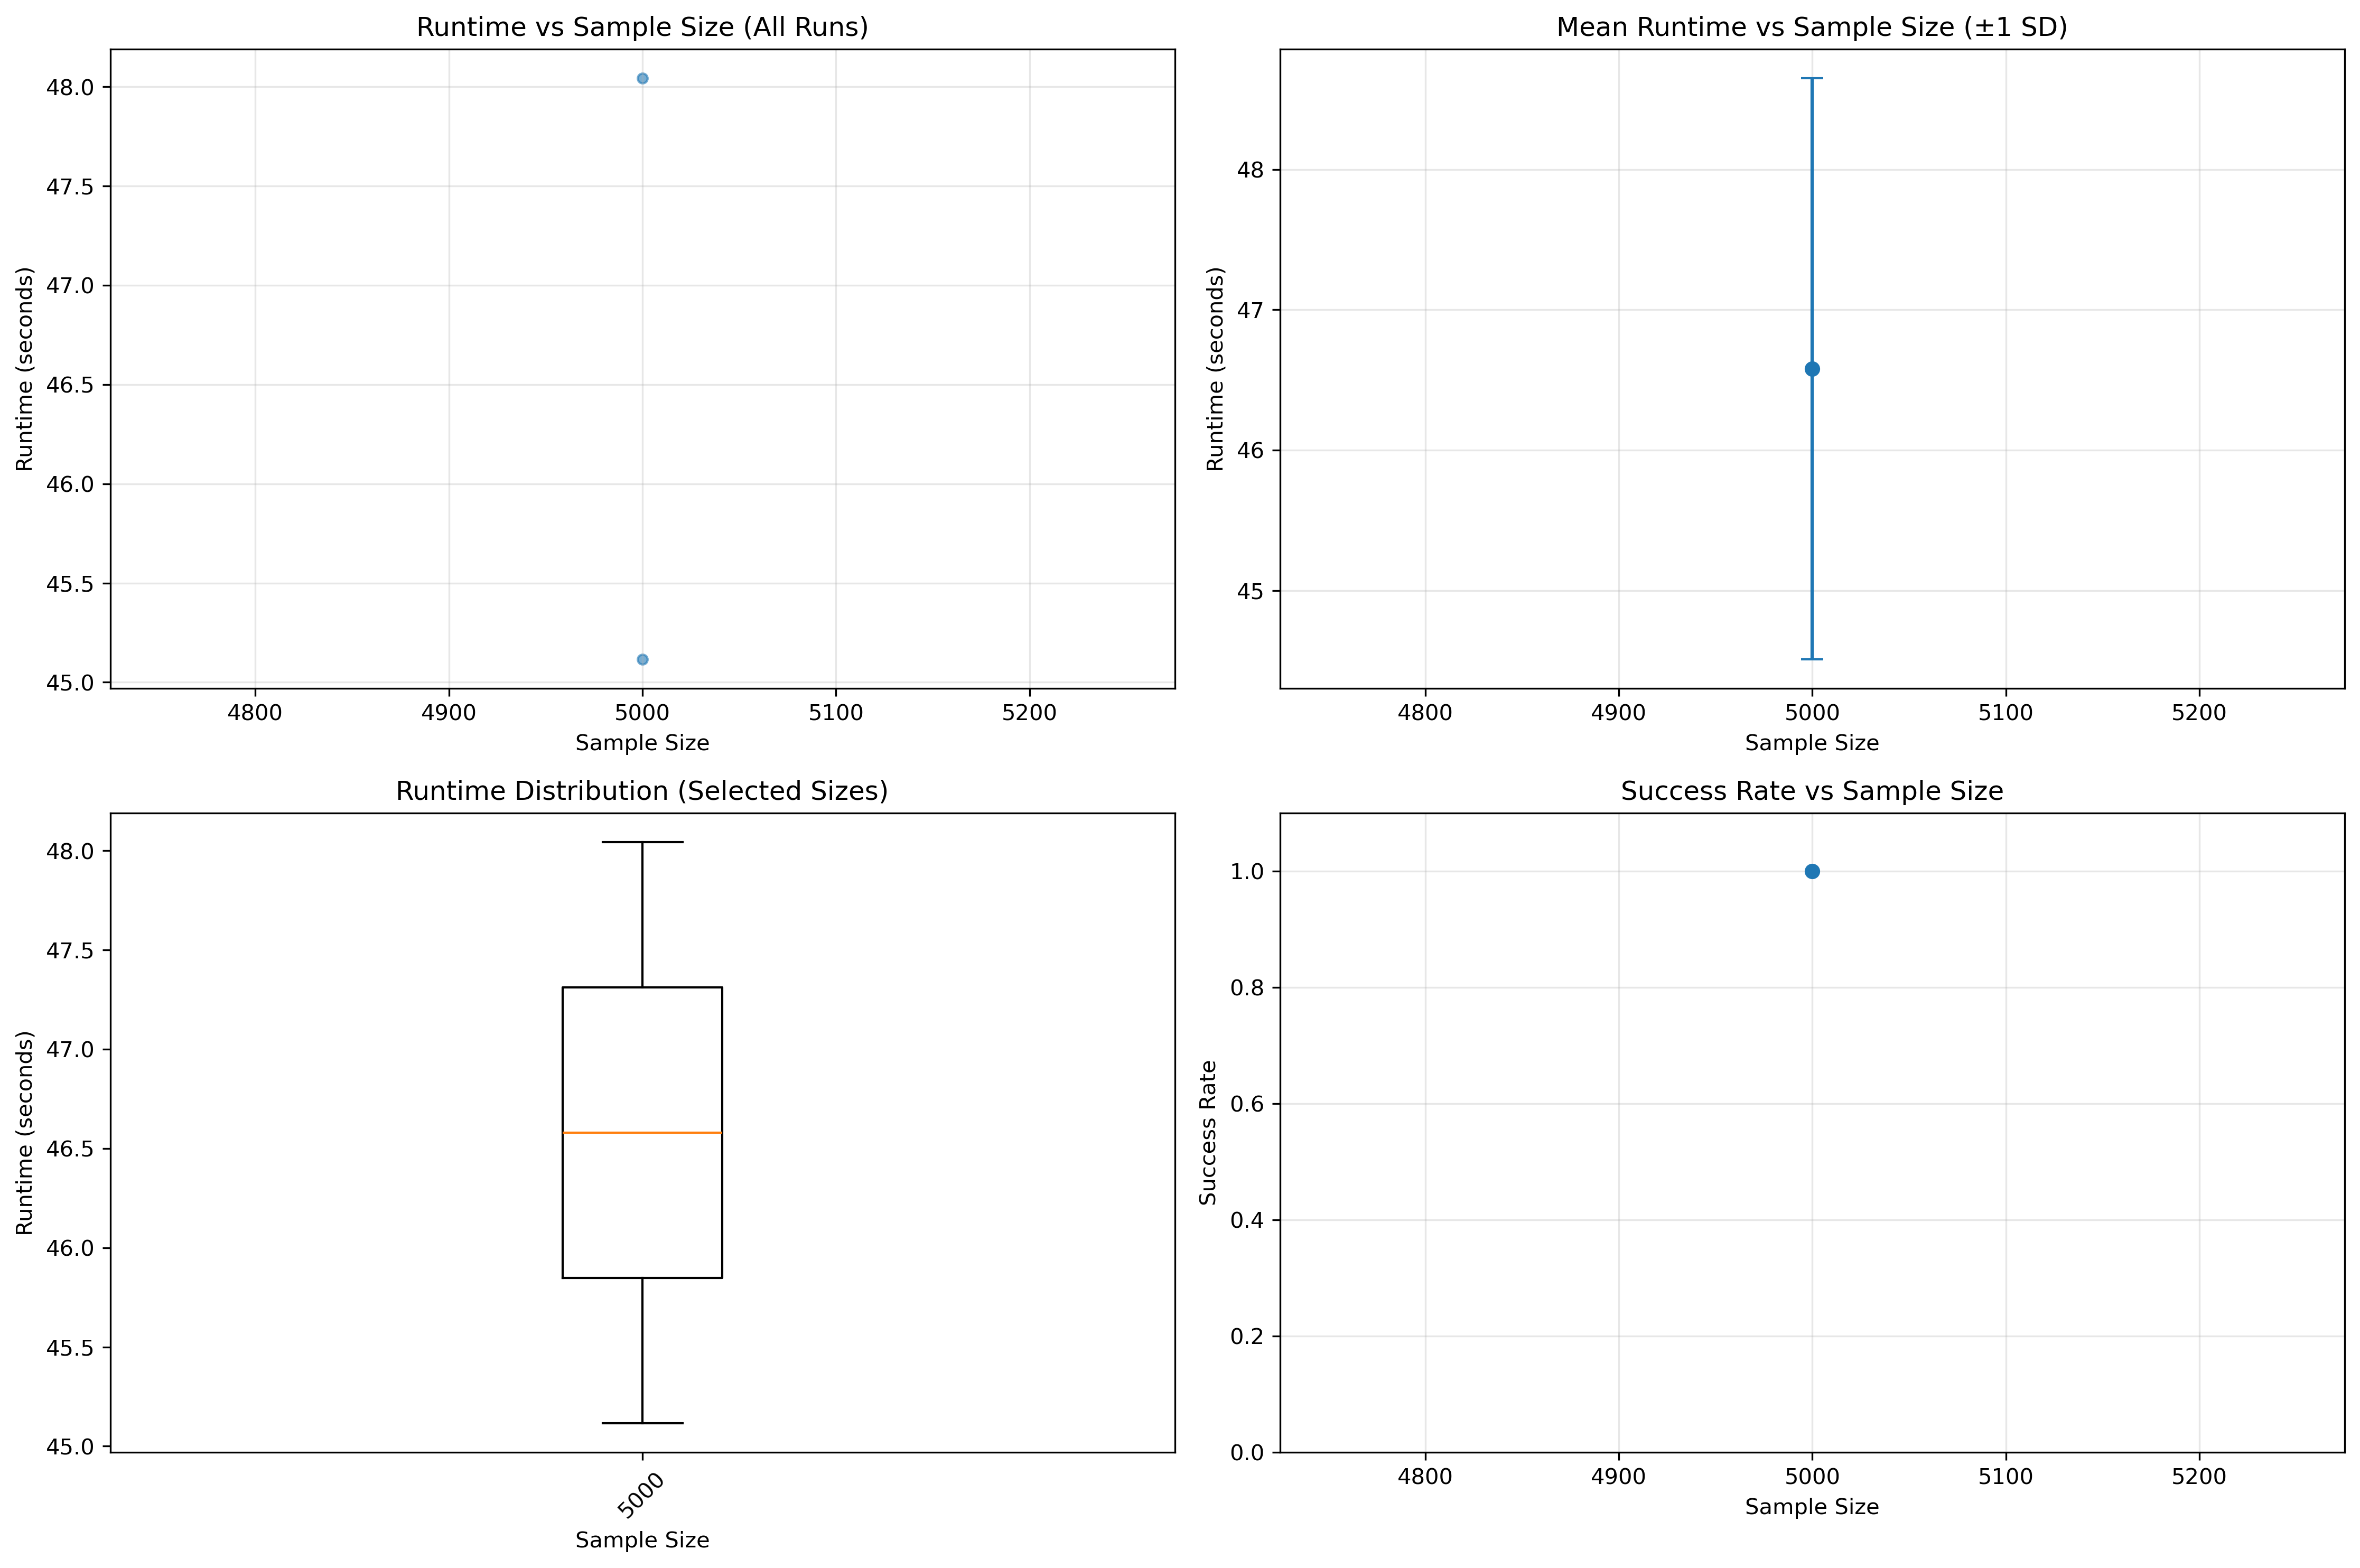 Runtime vs Sample Size (All Runs)
48.0
47.5
47.0
46.5
46.0
45.5
45.0
Runtime (seconds)
4800 4900 5000 5100 5200
Sample Size
Mean Runtime vs Sample Size (±1 SD)
48
47
46
45
Runtime (seconds)
4800 4900 5000 5100 5200
Sample Size
Runtime Distribution (Selected Sizes)
48.0
47.5
47.0
46.5
46.0
45.5
45.0
Runtime (seconds)
5000
Sample Size
Success Rate vs Sample Size
1.0
0.8
0.6
0.4
0.2
0.0
Success Rate
4800 4900 5000 5100 5200
Sample Size